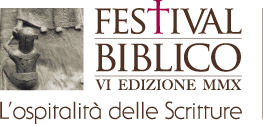 FESTIVAL
BIBLICO
VI EDIZIONE MMX
L'ospitalità delle Scritture